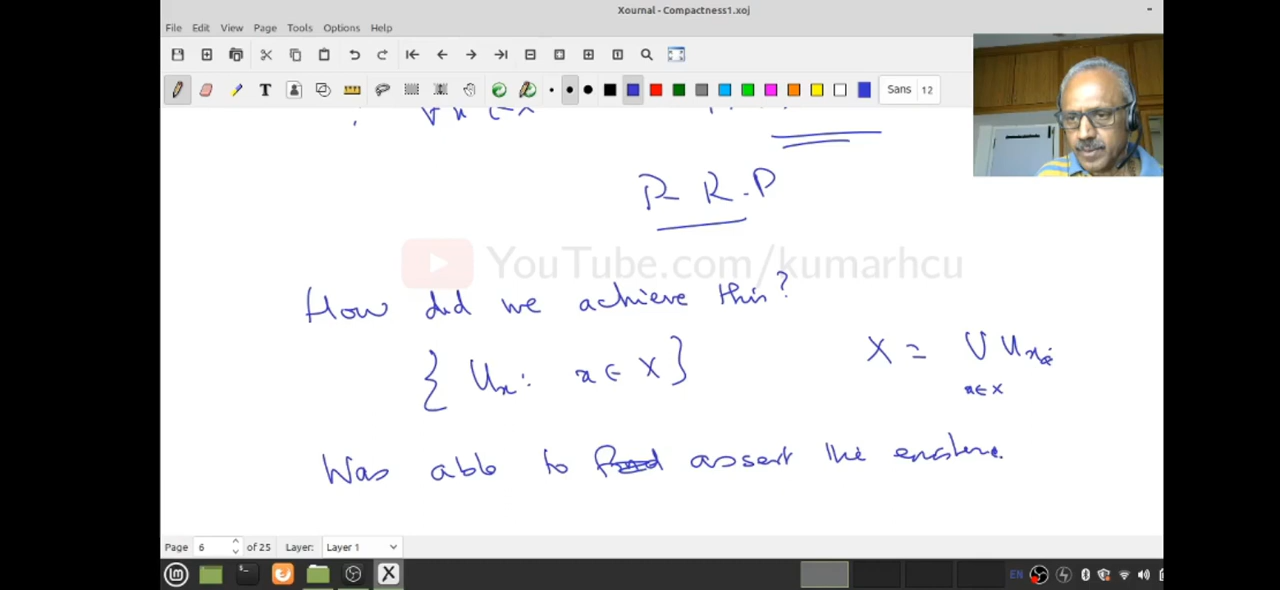 Xournal - Compactness1.xoj
File Edit View Page Tools Options Help
Sans 12
∀ x ∈ X
R R.P
YouTube.com/kumarhcu
How did we achieve this?
{ Ux : x ∈ X } X = ∪ Ux
x∈X
Was able to assert the existence.
Page 6 of 25 Layer: Layer 1
EN